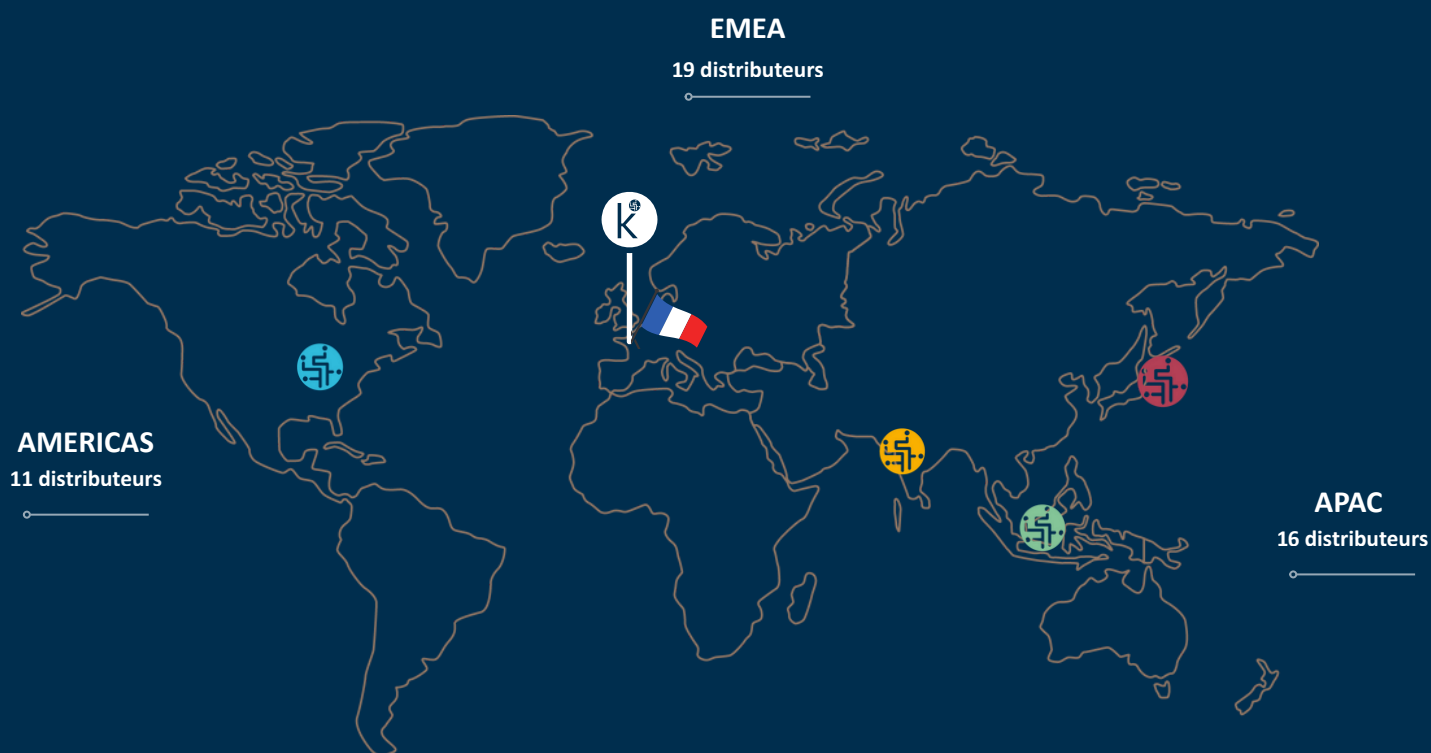 EMEA
19 distributeurs
k
AMERICAS
11 distributeurs
APAC
16 distributeurs